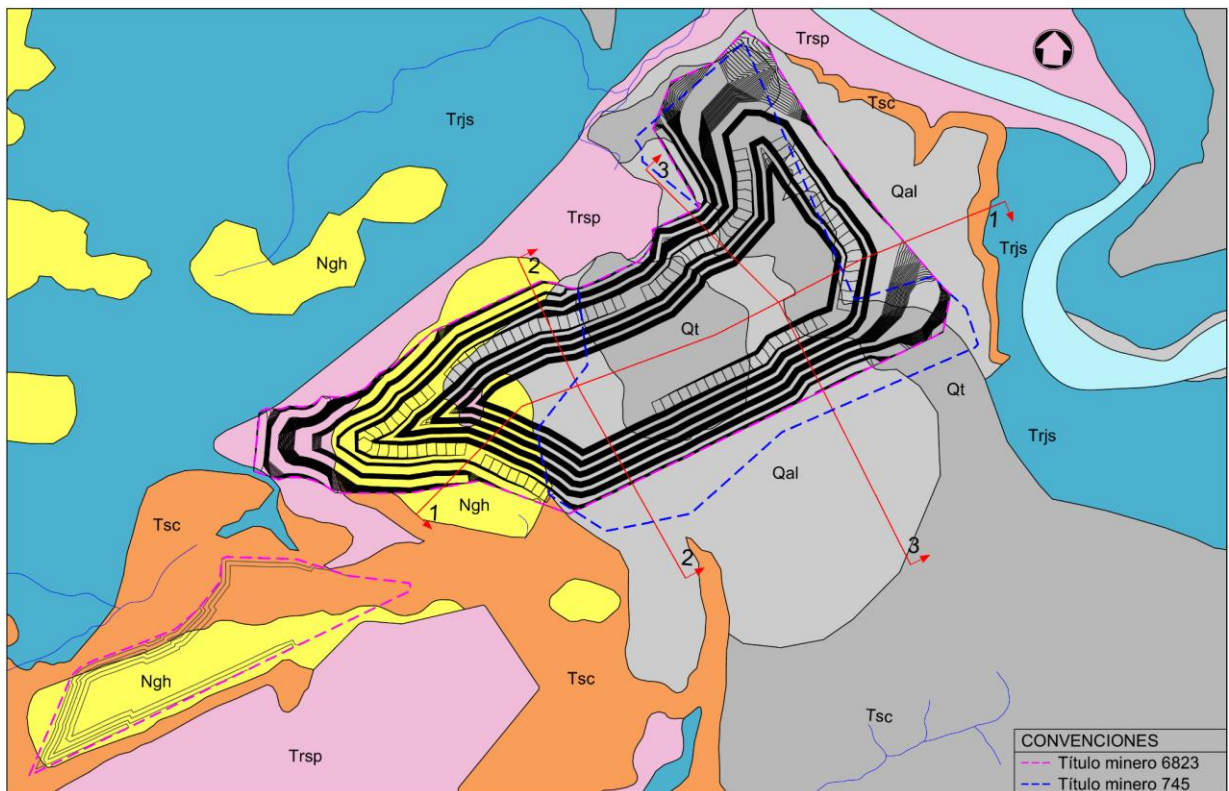 Trsp
Tsc
Trjs
3
Qal
1
Trsp
Trjs
Ngh
2
Qt
Qt
Trjs
Qal
Ngh
1
Tsc
3
2
Ngh
Tsc
Tsc
Trsp
CONVENCIONES
Título minero 6823
Título minero 745